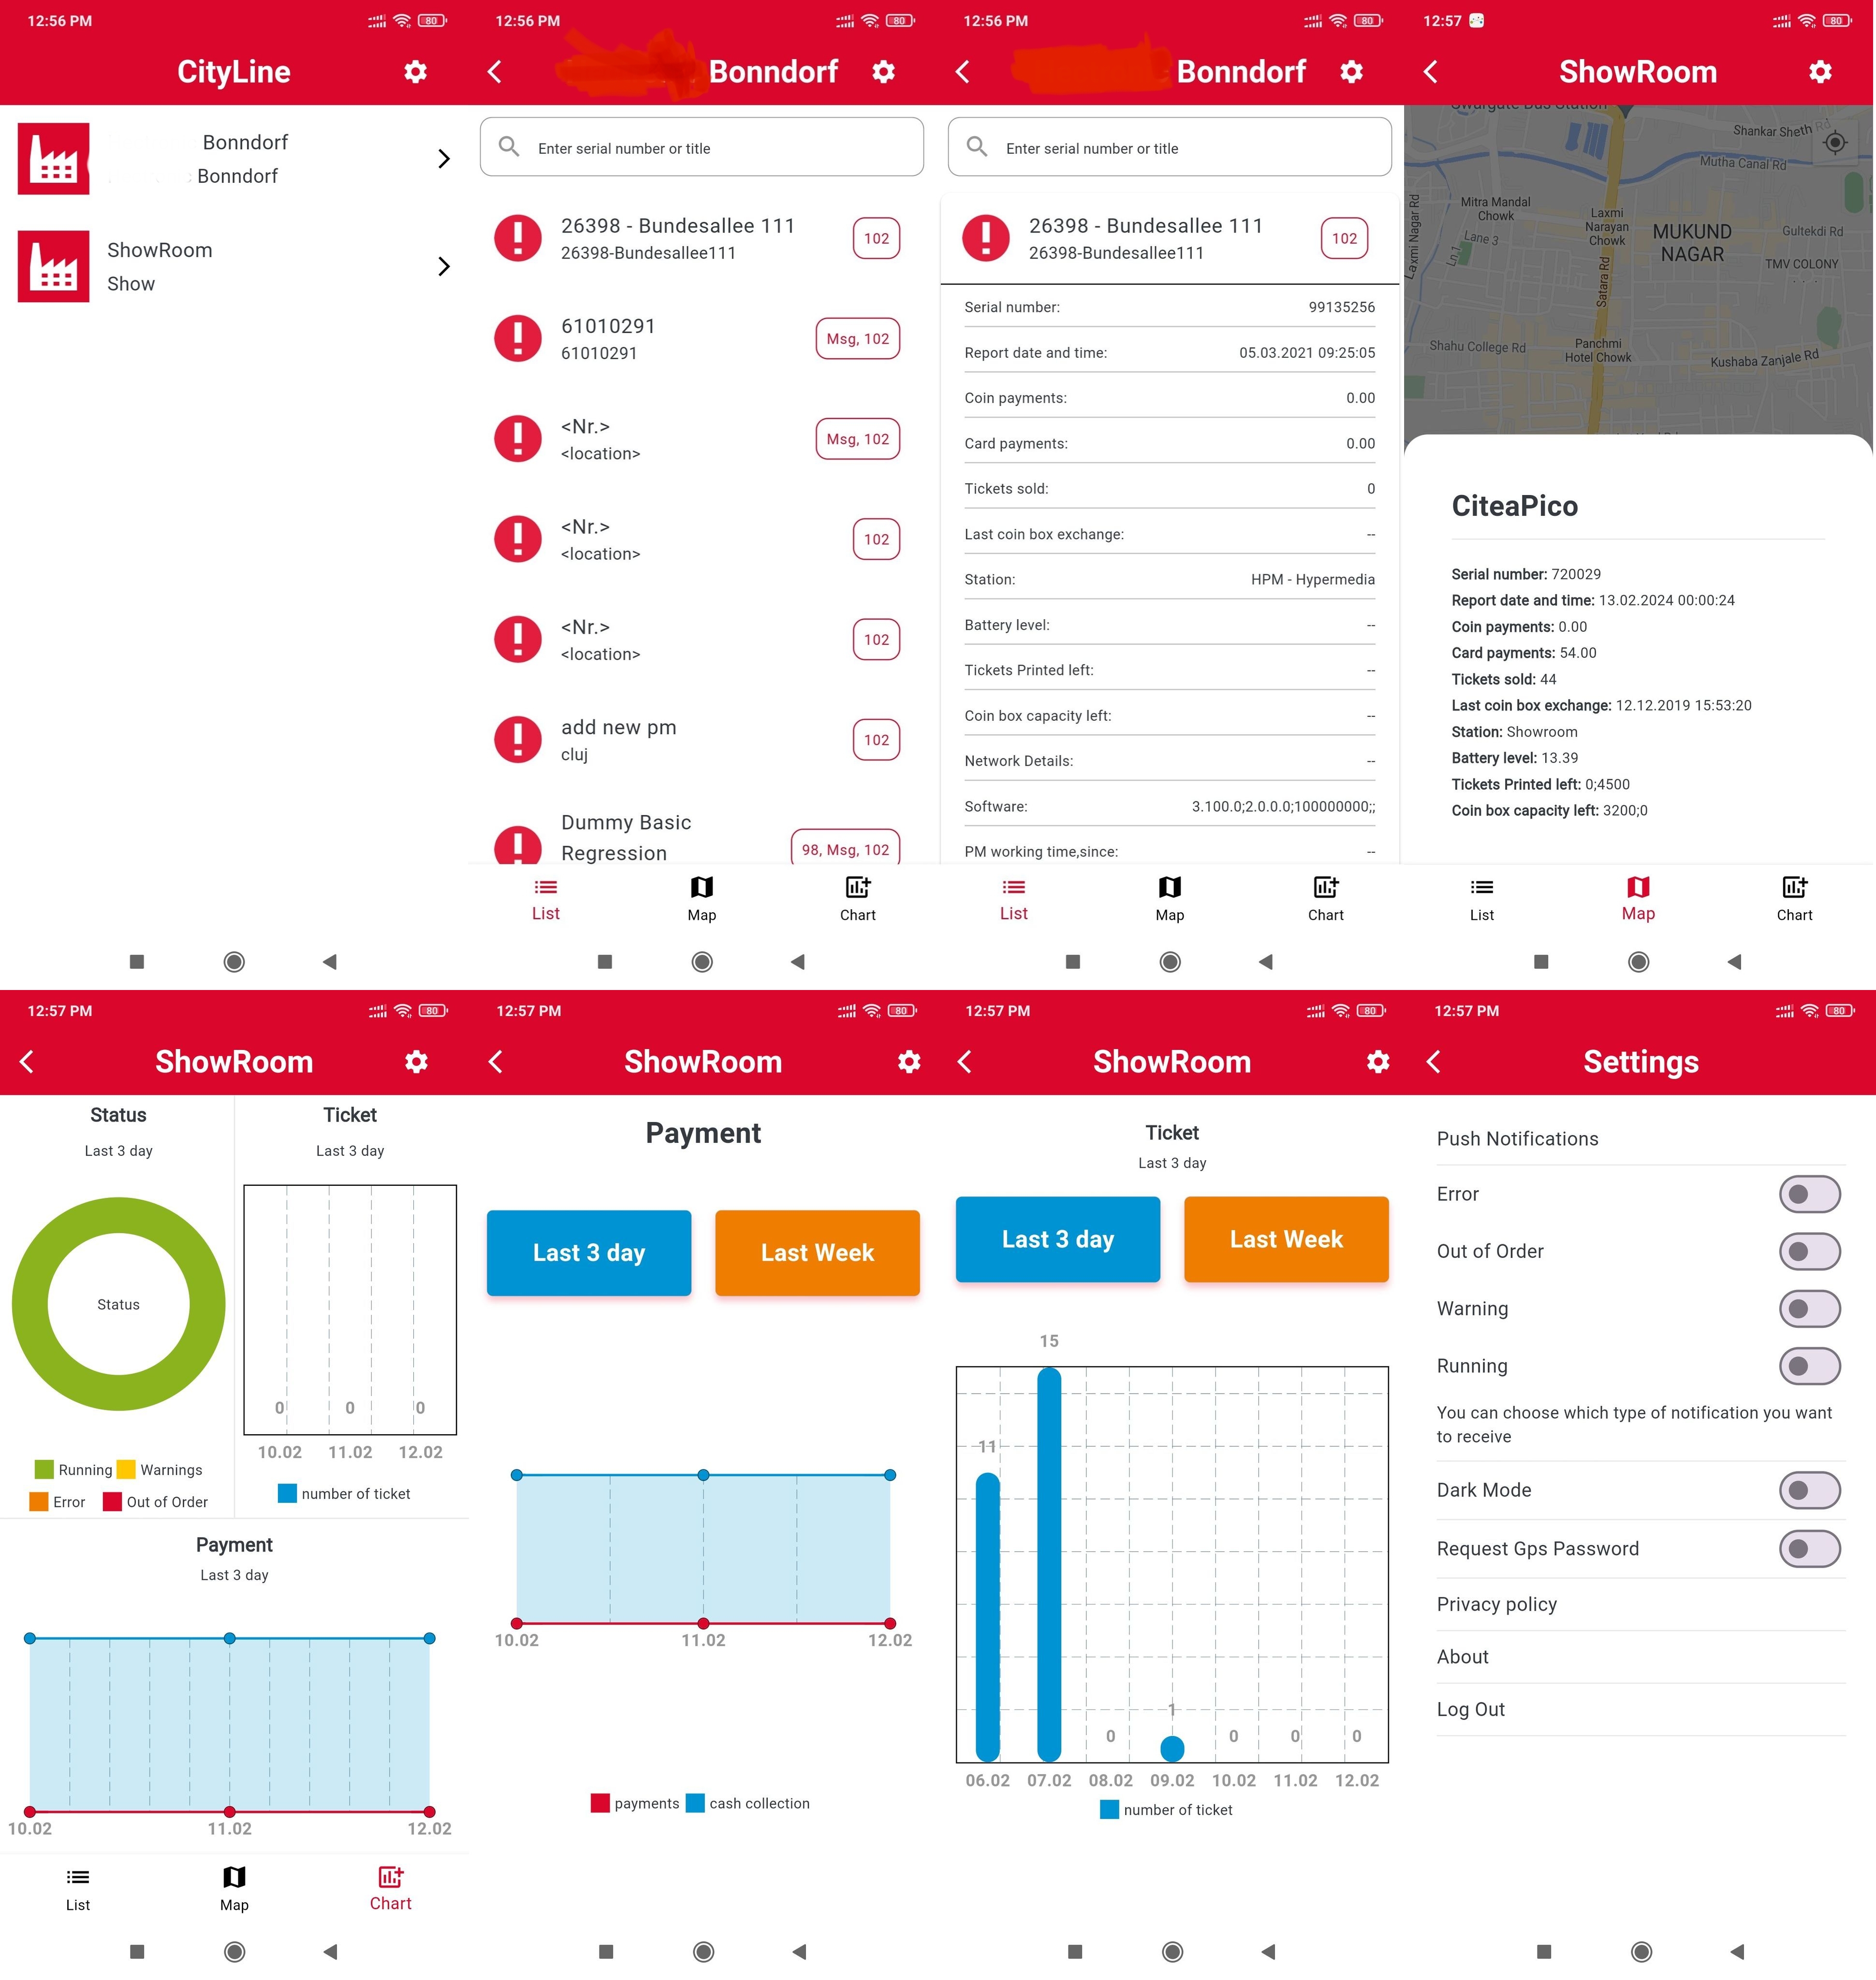 12:56 PM
80
CityLine
Bonndorf
Bonndorf
ShowRoom
Show
12:56 PM
80
Bonndorf
Enter serial number or title
26398 - Bundesallee 111
26398-Bundesallee111
102
61010291
61010291
Msg, 102
<Nr.>
<location>
Msg, 102
<Nr.>
<location>
102
<Nr.>
<location>
102
add new pm
cluj
102
Dummy Basic
Regression
98, Msg, 102
List
Map
Chart
12:56 PM
80
Bonndorf
Enter serial number or title
26398 - Bundesallee 111
26398-Bundesallee111
102
Serial number: 99135256
Report date and time: 05.03.2021 09:25:05
Coin payments: 0.00
Card payments: 0.00
Tickets sold: 0
Last coin box exchange: --
Station: HPM - Hypermedia
Battery level: --
Tickets Printed left: --
Coin box capacity left: --
Network Details: --
Software: 3.100.0;2.0.0.0;100000000;;
PM working time,since: --
List
Map
Chart
12:57
80
ShowRoom
Swargate Bus Station
Shankar Sheth Rd
Mutha Canal Rd
Mitra Mandal
Chowk
Laxmi
Narayan
Chowk
MUKUND
NAGAR
Gultekdi Rd
Lane 3
Ln 1
Laxmi Nagar Rd
Satara Rd
TMV COLONY
Shahu College Rd
Panchmi
Hotel Chowk
Kushaba Zanjale Rd
CiteaPico
Serial number: 720029
Report date and time: 13.02.2024 00:00:24
Coin payments: 0.00
Card payments: 54.00
Tickets sold: 44
Last coin box exchange: 12.12.2019 15:53:20
Station: Showroom
Battery level: 13.39
Tickets Printed left: 0;4500
Coin box capacity left: 3200;0
List
Map
Chart
12:57 PM
80
ShowRoom
Status
Last 3 day
Status
Running
Warnings
Error
Out of Order
Ticket
Last 3 day
0 0 0
10.02 11.02 12.02
number of ticket
Payment
Last 3 day
10.02 11.02 12.02
List
Map
Chart
12:57 PM
80
ShowRoom
Payment
Last 3 day
Last Week
10.02 11.02 12.02
payments
cash collection
12:57 PM
80
ShowRoom
Ticket
Last 3 day
Last 3 day
Last Week
15
11
1
0 0 0 0
06.02 07.02 08.02 09.02 10.02 11.02 12.02
number of ticket
12:57 PM
80
Settings
Push Notifications
Error
Out of Order
Warning
Running
You can choose which type of notification you want
to receive
Dark Mode
Request Gps Password
Privacy policy
About
Log Out